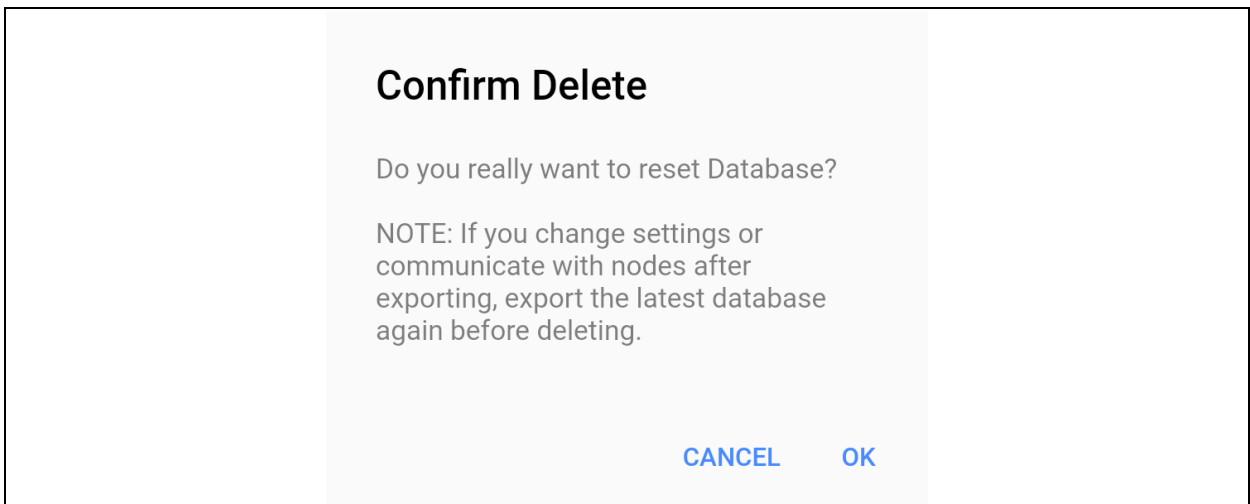 Confirm Delete
Do you really want to reset Database?
NOTE: If you change settings or
communicate with nodes after
exporting, export the latest database
again before deleting.
CANCEL OK